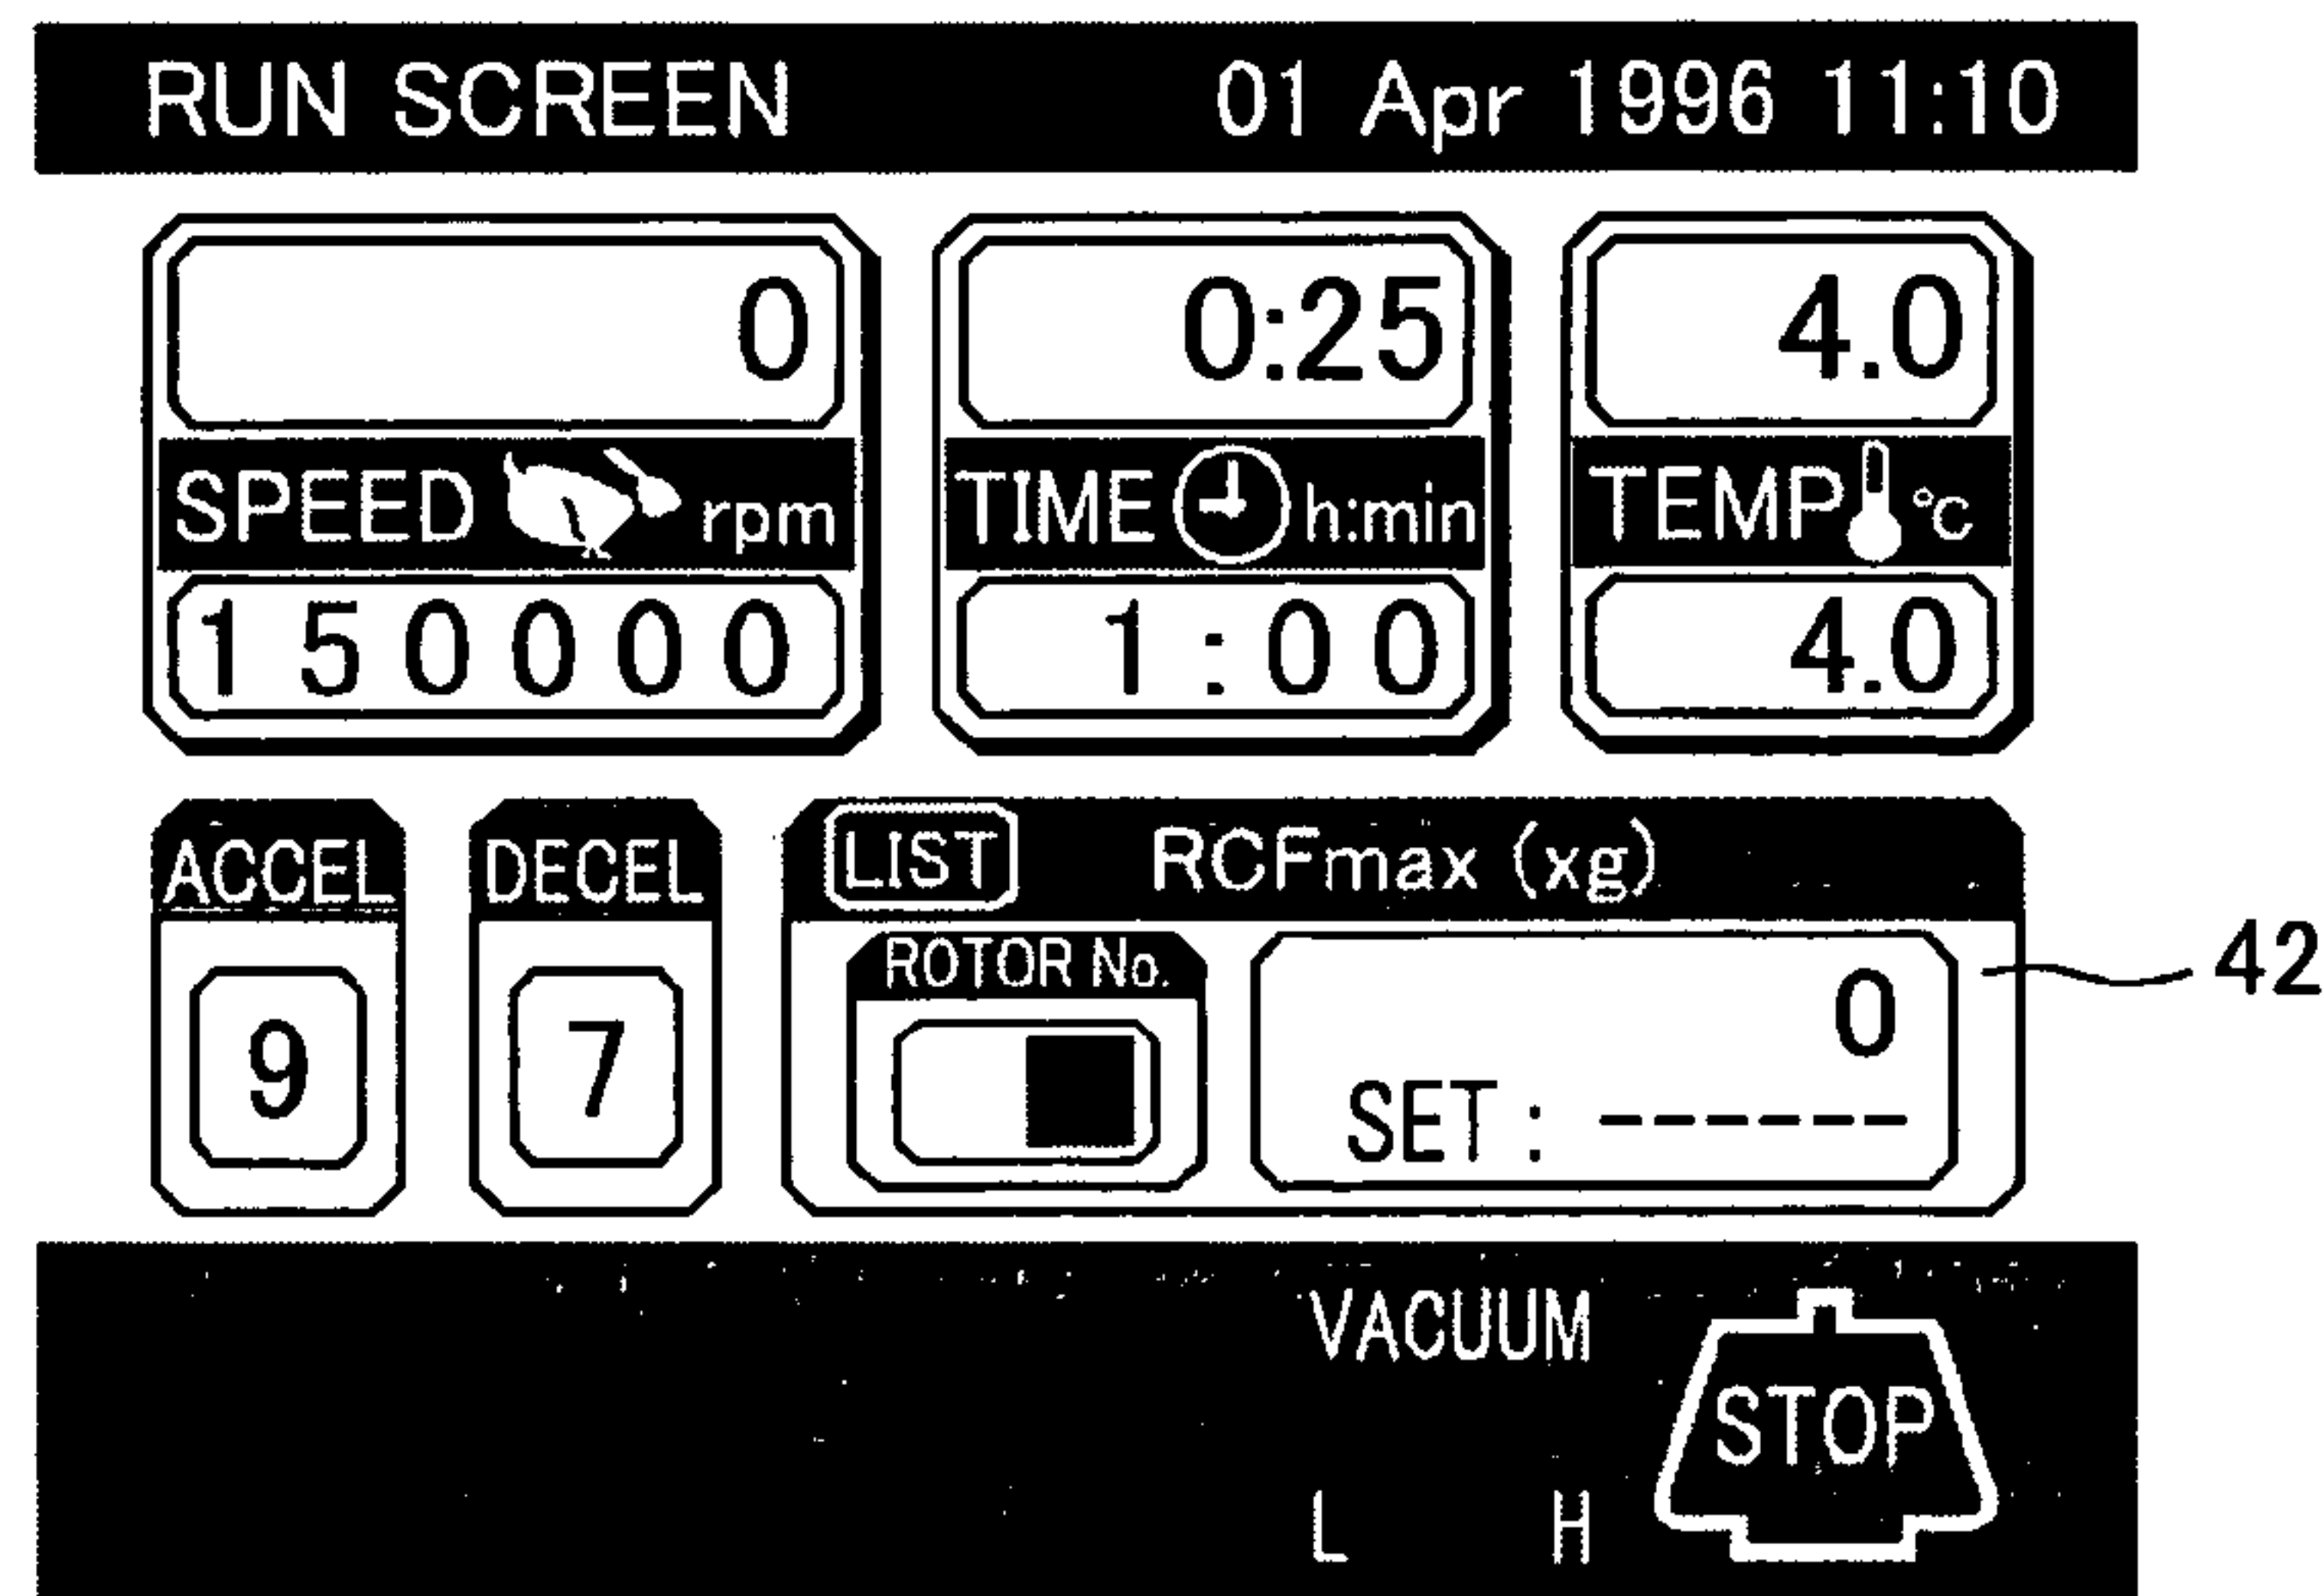 RUN SCREEN 01 Apr 1996 11:10
0 0:25 4.0
SPEED rpm TIME h:min TEMP °C
150000 1:00 4.0
ACCEL DECEL LIST RCFmax (xg)
ROTOR No.
0 42
9 7 SET : ------
VACUUM
STOP
L H